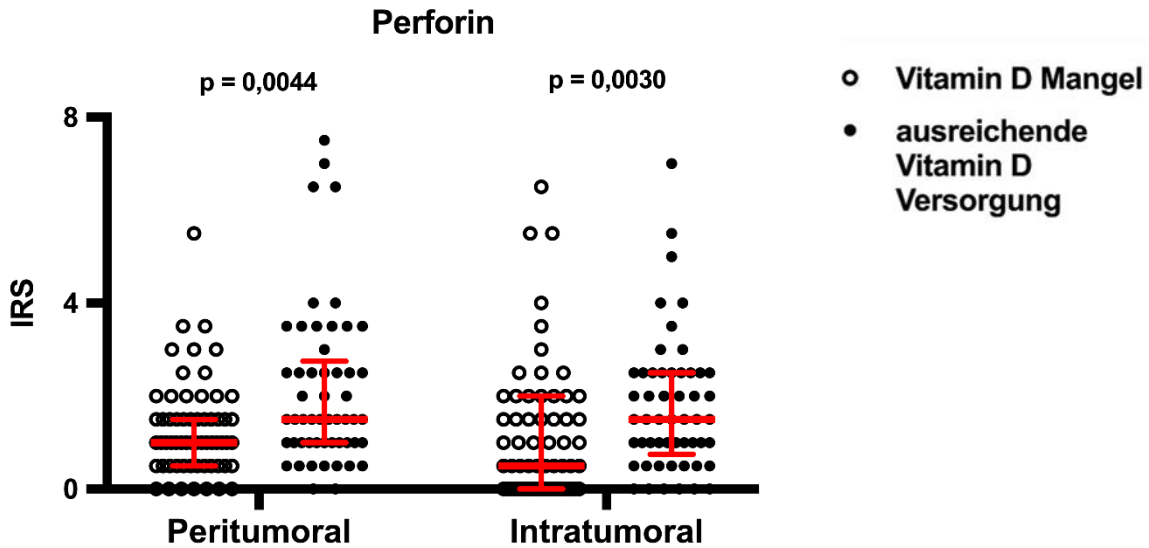 Perforin
p = 0,0044
p = 0,0030
Vitamin D Mangel
ausreichende
Vitamin D
Versorgung
8
4
0
IRS
Peritumoral
Intratumoral